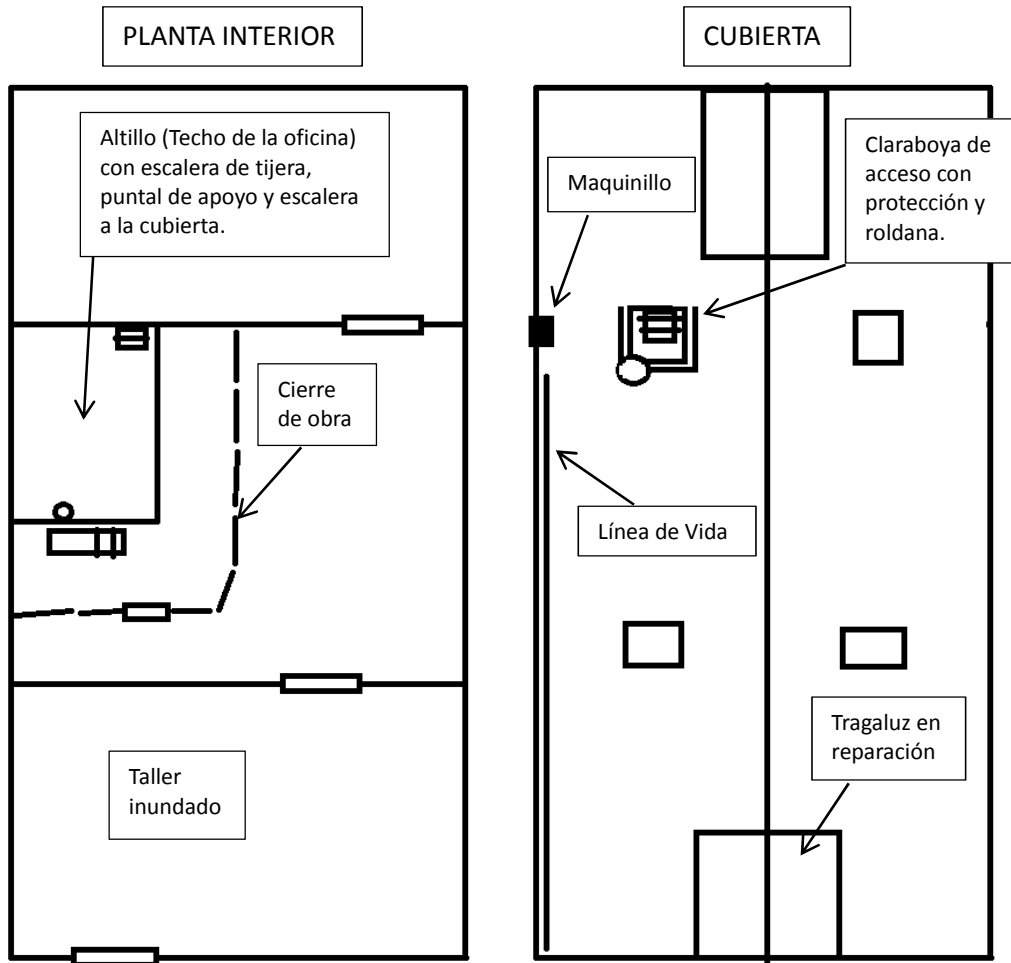 PLANTA INTERIOR
CUBIERTA
Altillo (Techo de la oficina)
con escalera de tijera,
puntal de apoyo y escalera
a la cubierta.
Maquinillo
Claraboya de
acceso con
protección y
roldana.
Cierre
de obra
Línea de Vida
Taller
inundado
Tragaluz en
reparación